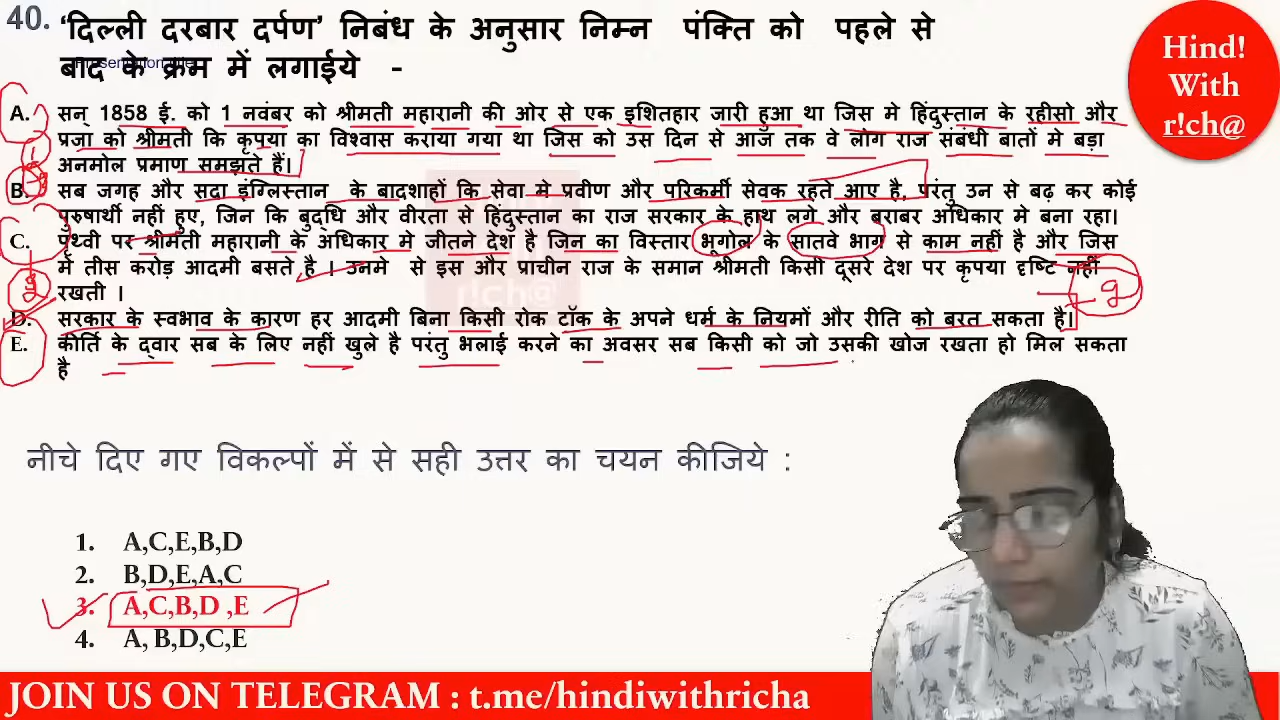 40. ‘दिल्ली दरबार दर्पण’ निबंध के अनुसार निम्न पंक्ति को पहले से
बाद के क्रम में लगाईये -
A. सन् 1858 ई. को 1 नवंबर को श्रीमती महारानी की ओर से एक इशितहार जारी हुआ था जिस मे हिंदुस्तान के रहीसो और
प्रजा को श्रीमती कि कृपया का विश्वास कराया गया था जिस को उस दिन से आज तक वे लोग राज संबंधी बातों मे बड़ा
अनमोल प्रमाण समझते हैं।
B. सब जगह और सदा इंग्लिस्तान के बादशाहों कि सेवा मे प्रवीण और परिकर्मी सेवक रहते आए है, परंतु उन से बढ़ कर कोई
पुरुषार्थी नहीं हुए, जिन कि बुद्धि और वीरता से हिंदुस्तान का राज सरकार के हाथ लगे और बराबर अधिकार मे बना रहा।
C. पृथ्वी पर श्रीमती महारानी के अधिकार मे जीतने देश है जिन का विस्तार भूगोल के सातवे भाग से काम नहीं है और जिस
में तीस करोड़ आदमी बसते है । उनमे से इस और प्राचीन राज के समान श्रीमती किसी दूसरे देश पर कृपया दृष्टि नहीं
रखती ।
D. सरकार के स्वभाव के कारण हर आदमी बिना किसी रोक टॉक के अपने धर्म के नियमों और रीति को बरत सकता है।
E. कीर्ति के द्वार सब के लिए नहीं खुले है परंतु भलाई करने का अवसर सब किसी को जो उसकी खोज रखता हो मिल सकता
है
नीचे दिए गए विकल्पों में से सही उत्तर का चयन कीजिये :
1. A,C,E,B,D
2. B,D,E,A,C
3. A,C,B,D ,E
4. A, B,D,C,E
Hind!
With
r!ch@
r!ch@
JOIN US ON TELEGRAM : t.me/hindiwithricha